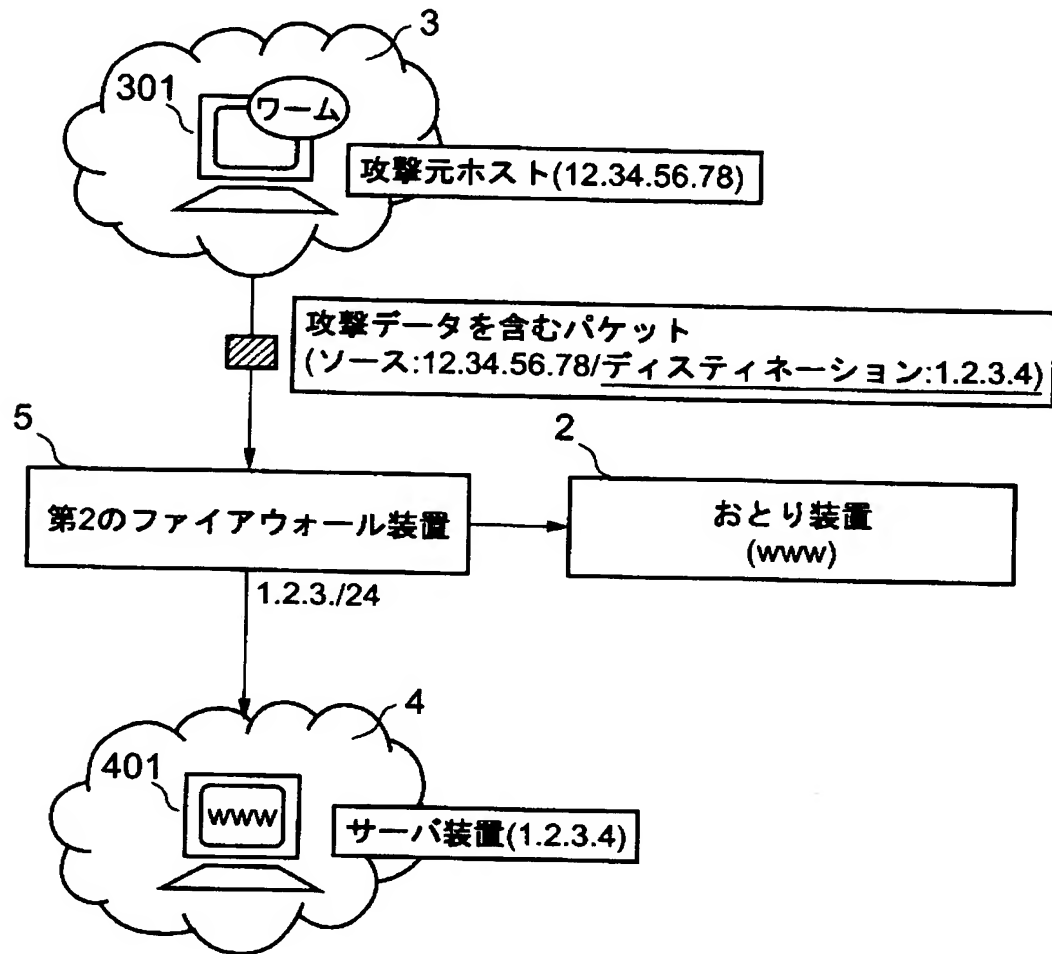 3
301
ワーム
攻撃元ホスト(12.34.56.78)
攻撃データを含むパケット
(ソース:12.34.56.78/ディスティネーション:1.2.3.4)
5
2
第2のファイアウォール装置
おとり装置
(www)
1.2.3./24
4
401
www
サーバ装置(1.2.3.4)